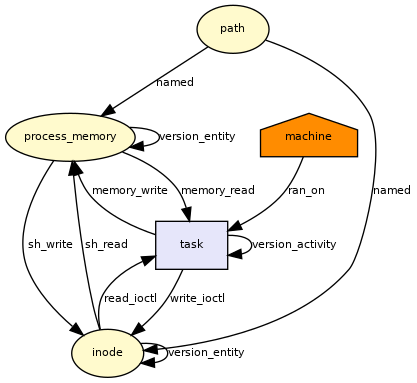 path
named
process_memory
version_entity
machine
memory_write
memory_read
ran_on
named
sh_write
sh_read
task
version_activity
read_ioctl
write_ioctl
inode
version_entity